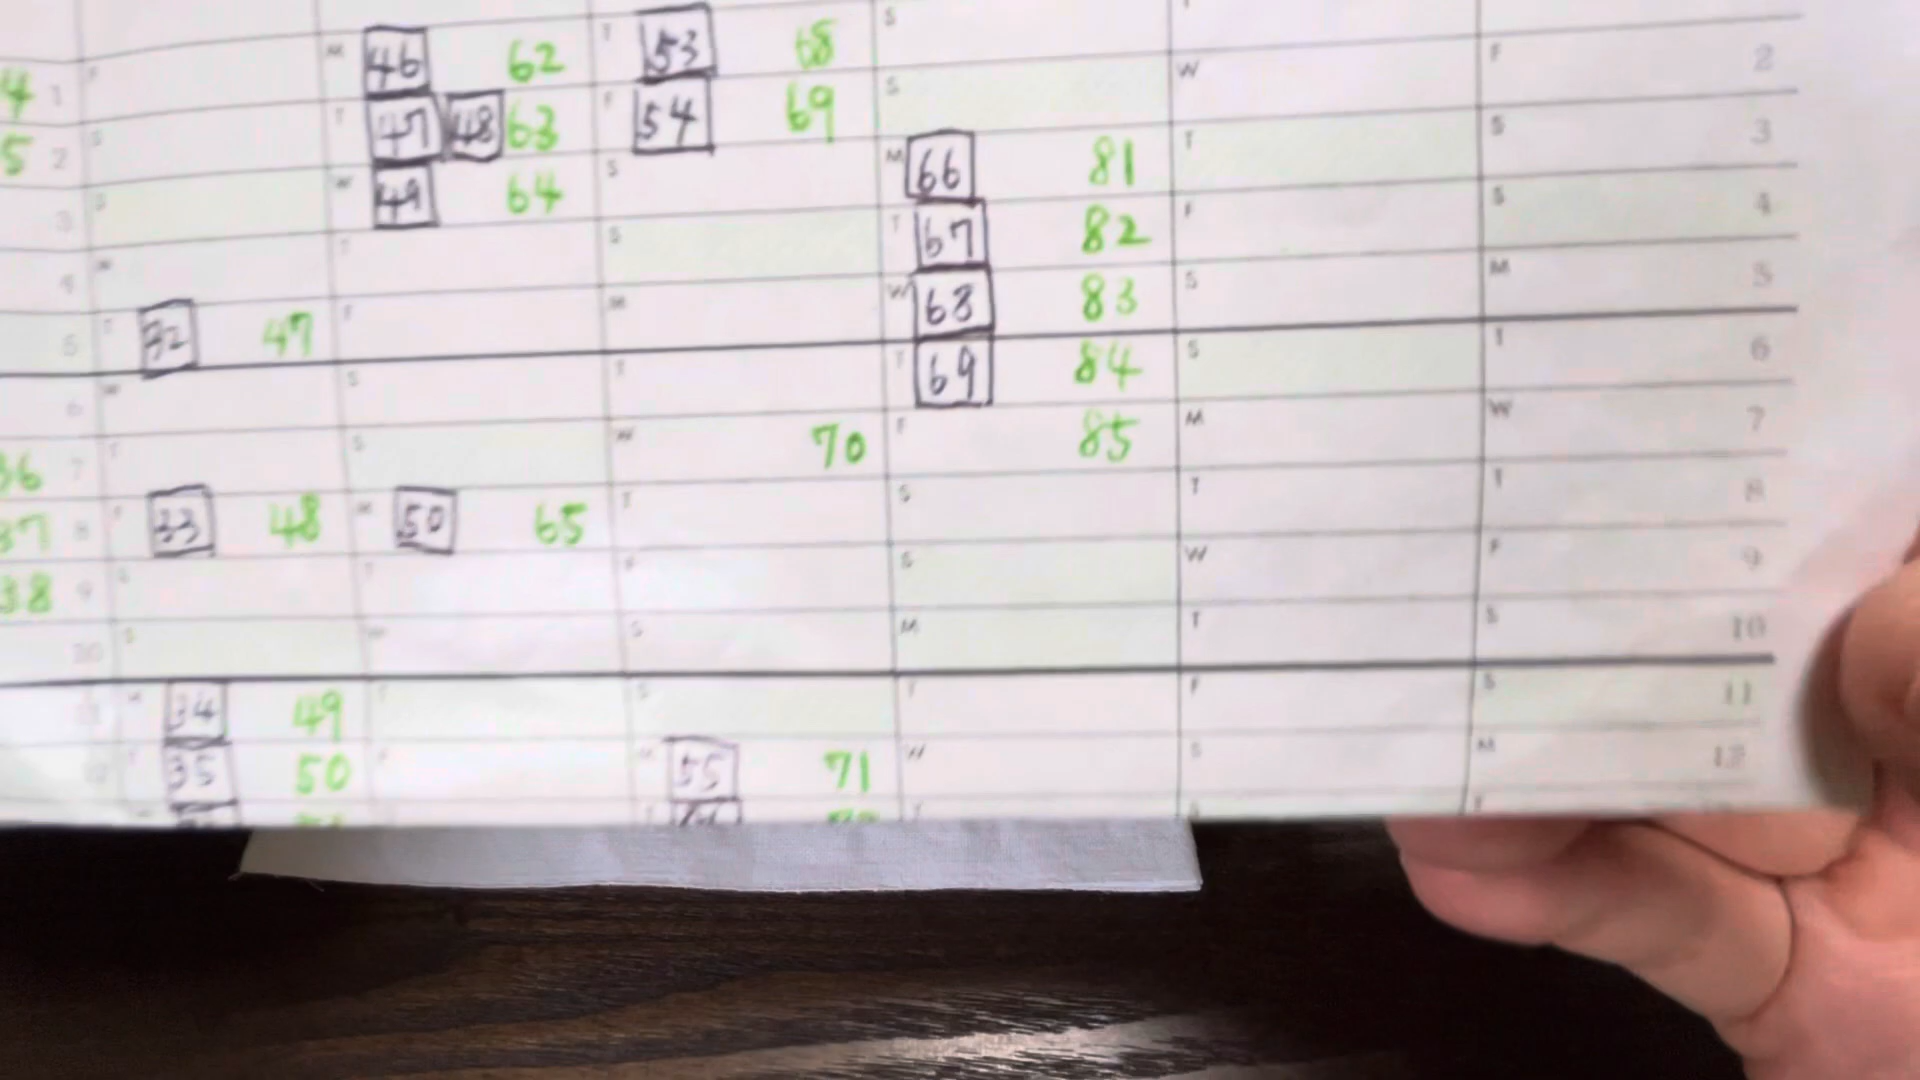 M 46 62 T 53 68 S
4 1 F W F 2
T 47 48 63 F 54 69 S
5 2 S T S 3
W 49 64 S M 66 81
3 S T S T 67 82 F S 4
4 M F M W 68 83 S M 5
5 T 32 47 S T T 69 84 S T 6
6 W S W 70 F 85 M W 7
36 7 T M 50 65 T S T T 8
37 8 F 33 48 T F S W F 9
38 9 S W S M T S 10
10 S T S T F S 11
11 M 34 49 F M 55 71 W S M 12
12 T 35 50